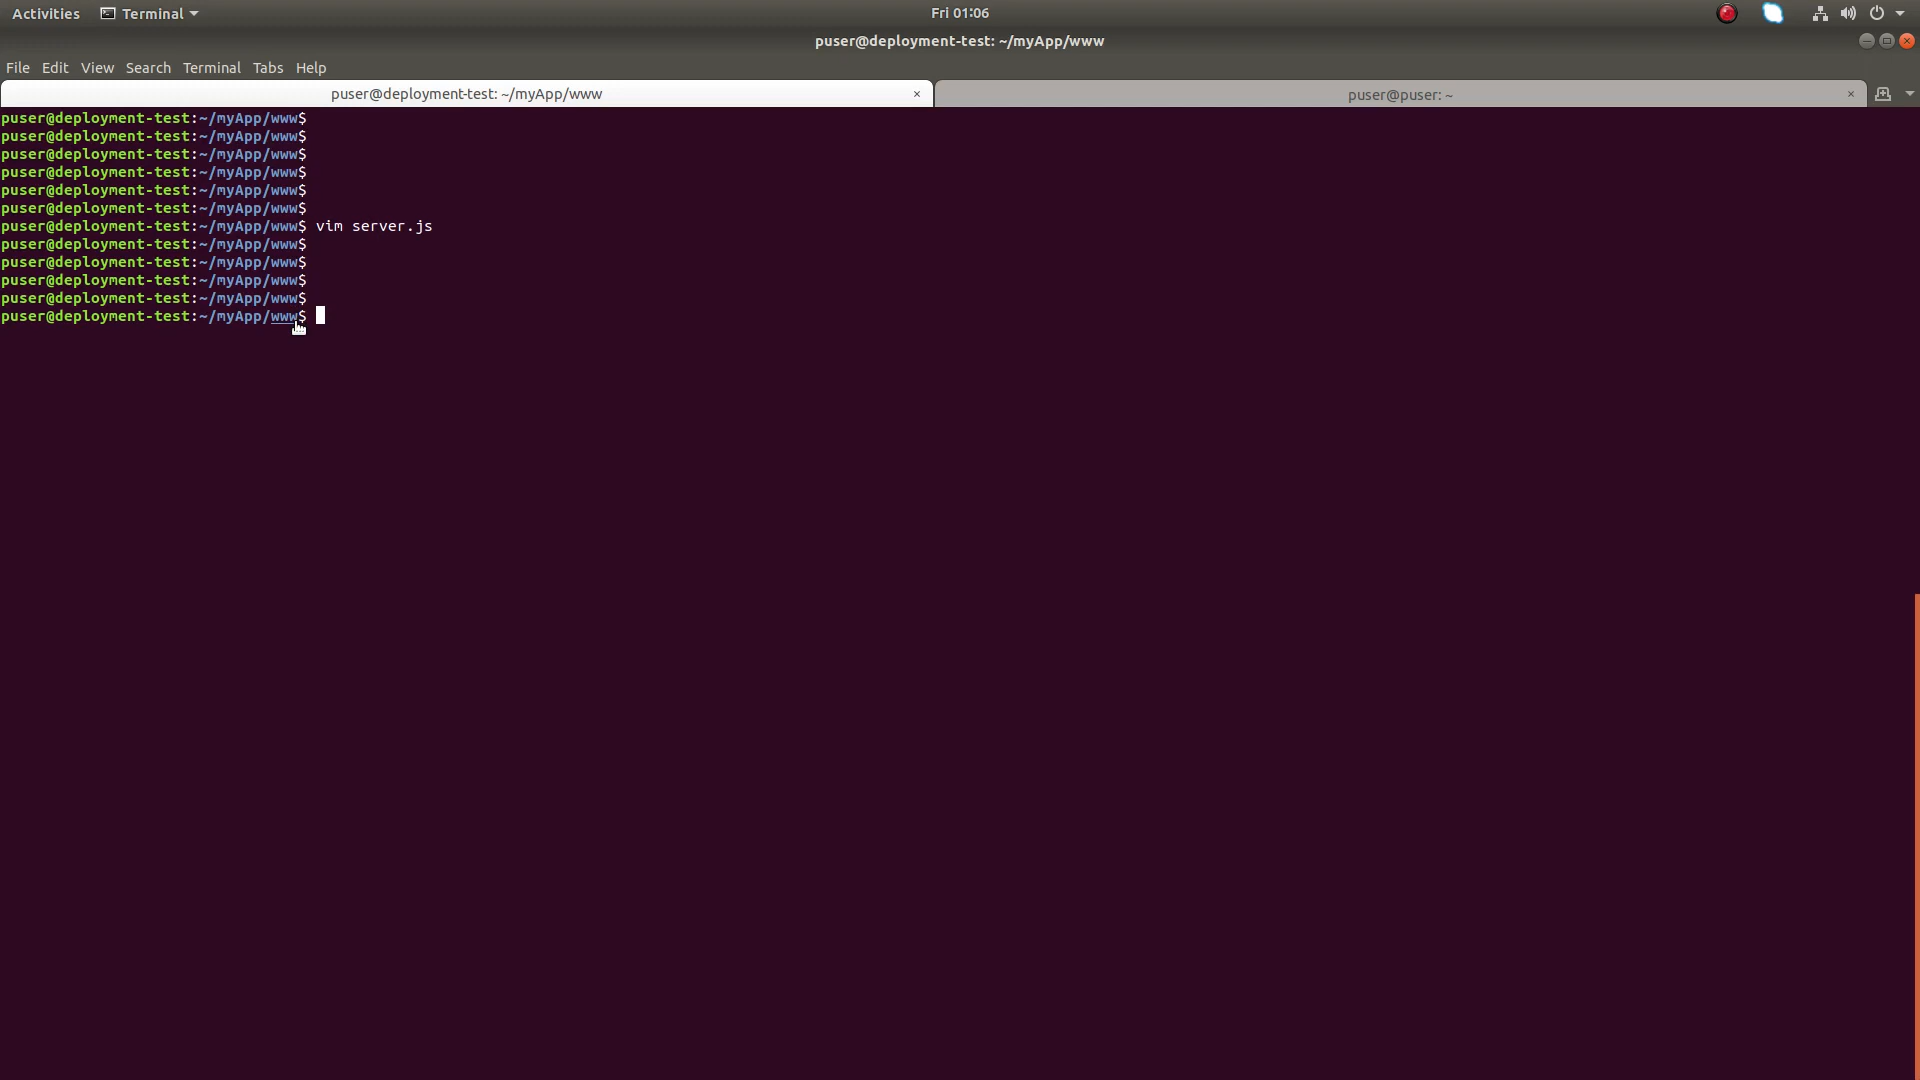 Activities Terminal Fri 01:06
puser@deployment-test: ~/myApp/www
File Edit View Search Terminal Tabs Help
puser@deployment-test: ~/myApp/www × puser@puser: ~ ×
puser@deployment-test:~/myApp/www$
puser@deployment-test:~/myApp/www$
puser@deployment-test:~/myApp/www$
puser@deployment-test:~/myApp/www$
puser@deployment-test:~/myApp/www$
puser@deployment-test:~/myApp/www$
puser@deployment-test:~/myApp/www$ vim server.js
puser@deployment-test:~/myApp/www$
puser@deployment-test:~/myApp/www$
puser@deployment-test:~/myApp/www$
puser@deployment-test:~/myApp/www$
puser@deployment-test:~/myApp/www$